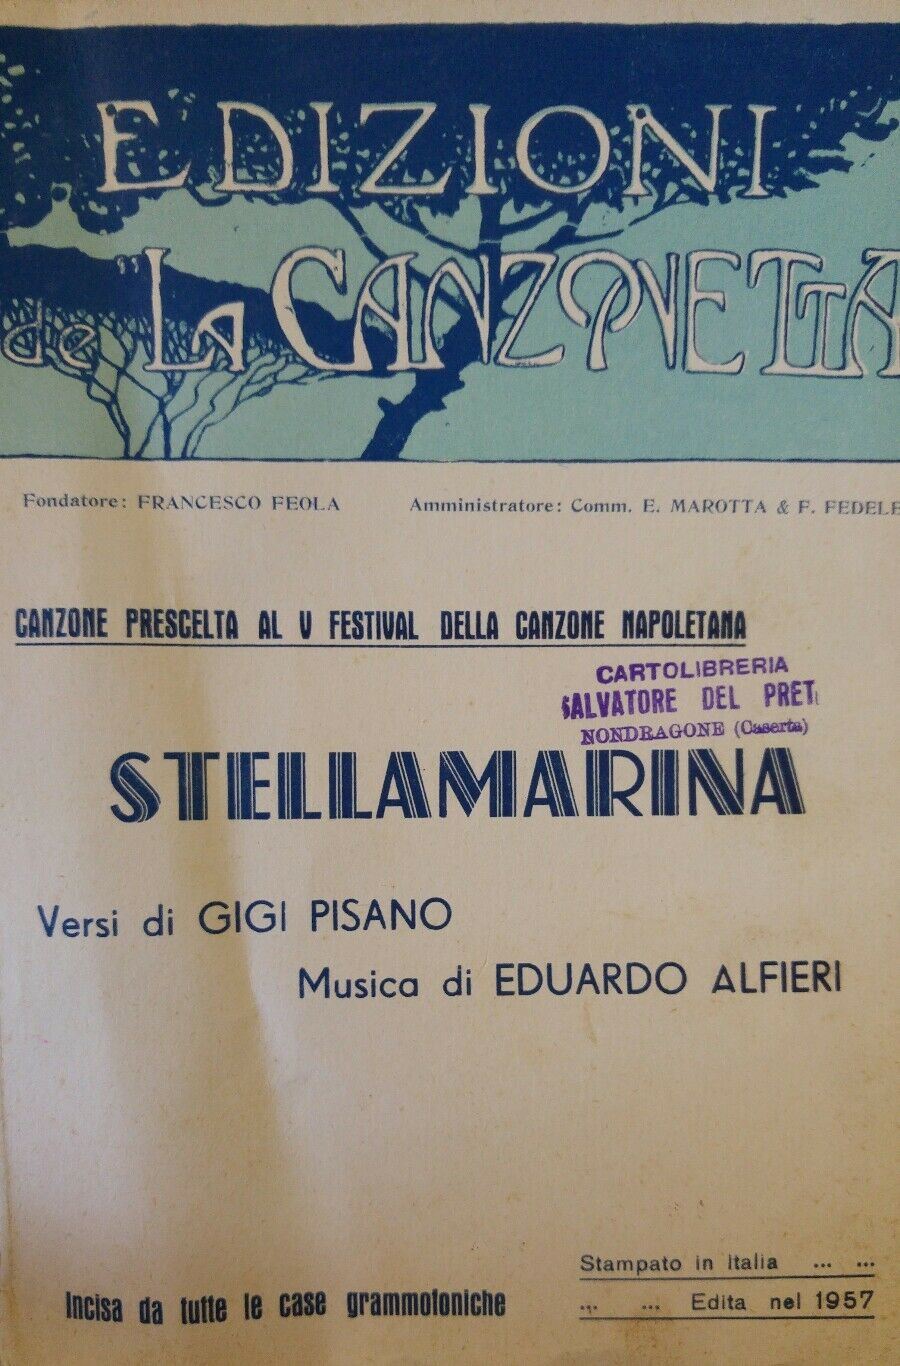 EDIZIONI
de "LA CANZONETTA
Fondatore: FRANCESCO FEOLA Amministratore: Comm. E. MAROTTA & F. FEDELE
CANZONE PRESCELTA AL V FESTIVAL DELLA CANZONE NAPOLETANA
CARTOLIBRERIA
SALVATORE DEL PRET
NONDRAGONE (Caserta)
STELLAMARINA
Versi di GIGI PISANO
Musica di EDUARDO ALFIERI
Stampato in Italia ... ...
Incisa da tutte le case grammofoniche ... ... Edita nel 1957